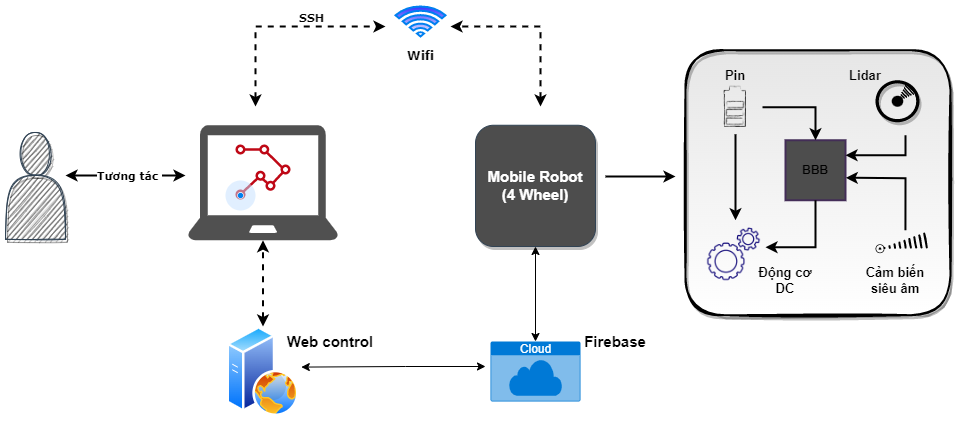 SSH
Wifi
Pin
Lidar
Tương tác
Mobile Robot
(4 Wheel)
BBB
Động cơ
DC
Cảm biến
siêu âm
Web control
Cloud
Firebase